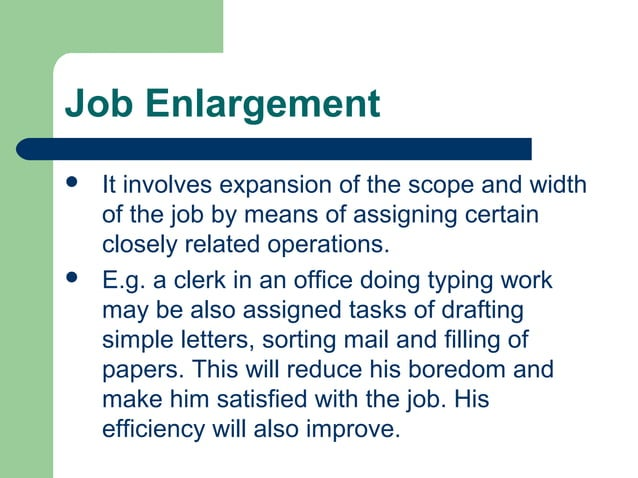 Job Enlargement
• It involves expansion of the scope and width
of the job by means of assigning certain
closely related operations.
• E.g. a clerk in an office doing typing work
may be also assigned tasks of drafting
simple letters, sorting mail and filling of
papers. This will reduce his boredom and
make him satisfied with the job. His
efficiency will also improve.